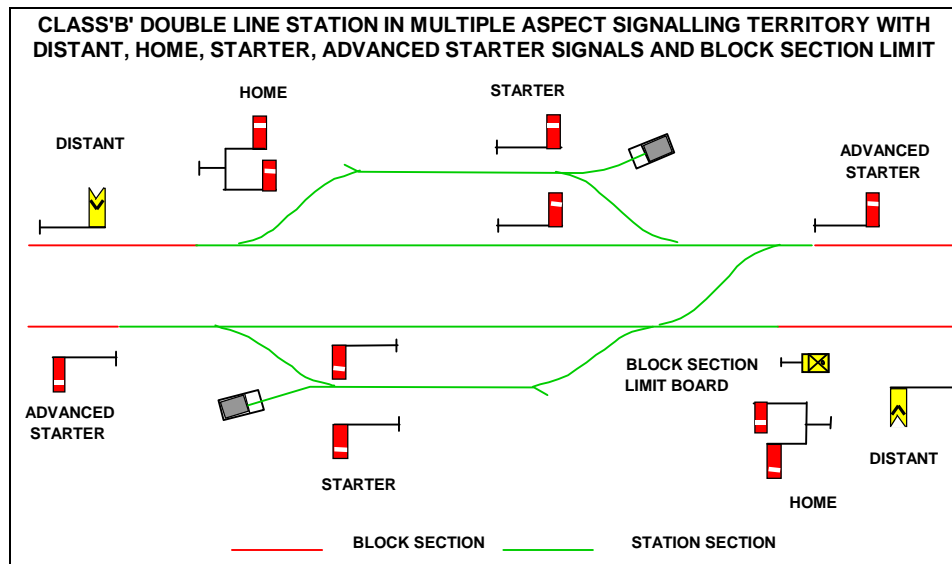 CLASS'B' DOUBLE LINE STATION IN MULTIPLE ASPECT SIGNALLING TERRITORY WITH
DISTANT, HOME, STARTER, ADVANCED STARTER SIGNALS AND BLOCK SECTION LIMIT
HOME
STARTER
DISTANT
ADVANCED
STARTER
BLOCK SECTION
LIMIT BOARD
ADVANCED
STARTER
DISTANT
STARTER
HOME
BLOCK SECTION
STATION SECTION